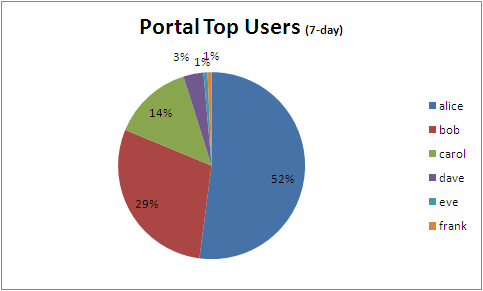 Portal Top Users (7-day)
3%
1%
1%
14%
52%
29%
alice
bob
carol
dave
eve
frank